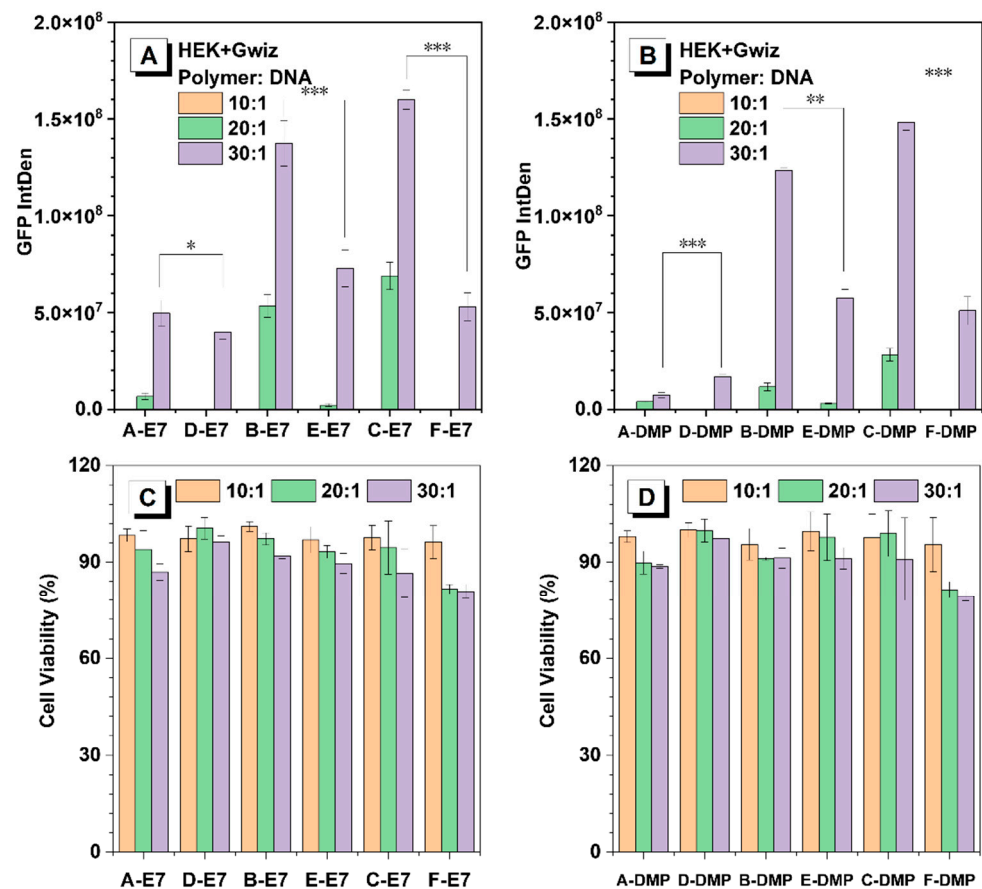 A
HEK+Gwiz
Polymer: DNA
10:1
20:1
30:1
GFP IntDen
2.0×10⁸
1.5×10⁸
1.0×10⁸
5.0×10⁷
0.0
*
***
***
A-E7 D-E7 B-E7 E-E7 C-E7 F-E7
B
HEK+Gwiz
Polymer: DNA
10:1
20:1
30:1
GFP IntDen
2.0×10⁸
1.5×10⁸
1.0×10⁸
5.0×10⁷
0.0
***
**
***
A-DMP D-DMP B-DMP E-DMP C-DMP F-DMP
C
10:1 20:1 30:1
Cell Viability (%)
120
90
60
30
0
A-E7 D-E7 B-E7 E-E7 C-E7 F-E7
D
10:1 20:1 30:1
Cell Viability (%)
120
90
60
30
0
A-DMP D-DMP B-DMP E-DMP C-DMP F-DMP